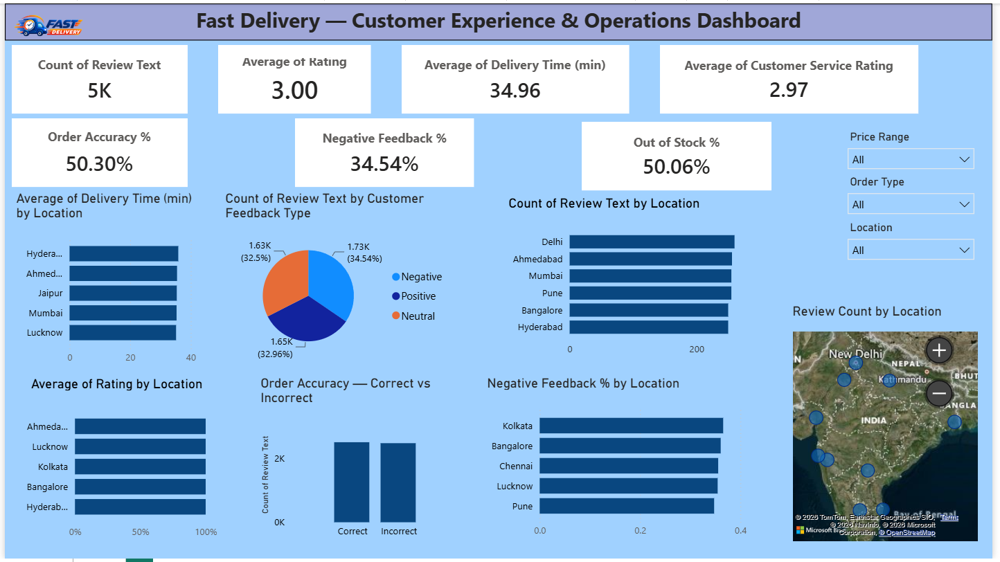 FAST
DELIVERY
Fast Delivery — Customer Experience & Operations Dashboard
Count of Review Text
5K
Average of Rating
3.00
Average of Delivery Time (min)
34.96
Average of Customer Service Rating
2.97
Order Accuracy %
50.30%
Negative Feedback %
34.54%
Out of Stock %
50.06%
Price Range
All
Order Type
All
Location
All
Average of Delivery Time (min)
by Location
Hydera...
Ahmed...
Jaipur
Mumbai
Lucknow
0 20 40
Count of Review Text by Customer
Feedback Type
1.63K
(32.5%)
1.73K
(34.54%)
1.65K
(32.96%)
Negative
Positive
Neutral
Count of Review Text by Location
Delhi
Ahmedabad
Mumbai
Pune
Bangalore
Hyderabad
0 200
Review Count by Location
New Delhi
NEPAL
Kathmandu
BHUT
ANGLA
N
INDIA
Bay of Bengal
© 2026 TomTom, Earthstar Geographics SIO, Terms
© 2026 NavInfo, © 2026 Microsoft
Corporation, © OpenStreetMap
Microsoft Bing
Average of Rating by Location
Ahmeda...
Lucknow
Kolkata
Bangalore
Hyderab...
0% 50% 100%
Order Accuracy — Correct vs
Incorrect
Count of Review Text
2K
0K
Correct Incorrect
Negative Feedback % by Location
Kolkata
Bangalore
Chennai
Lucknow
Pune
0.0 0.2 0.4